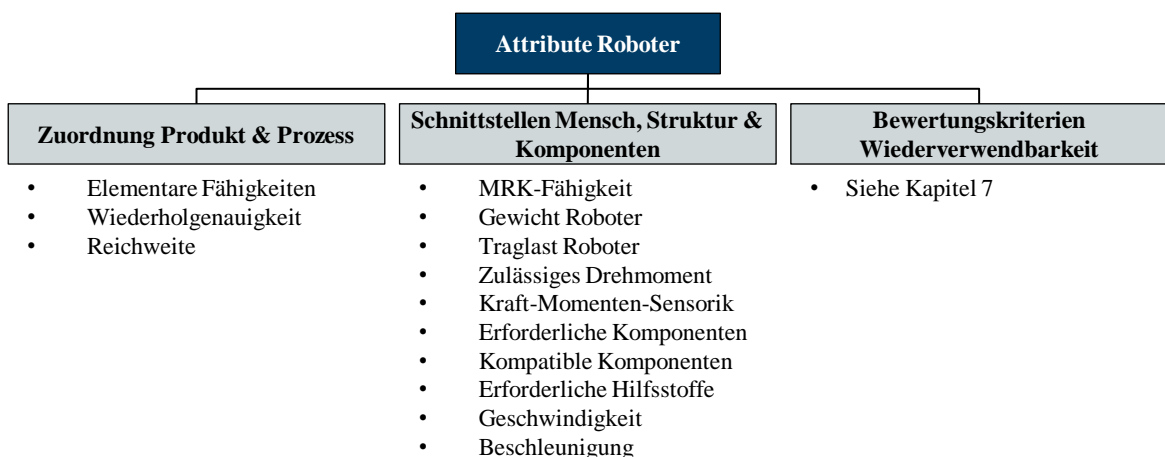 Attribute Roboter
Zuordnung Produkt & Prozess
• Elementare Fähigkeiten
• Wiederholgenauigkeit
• Reichweite
Schnittstellen Mensch, Struktur &
Komponenten
• MRK-Fähigkeit
• Gewicht Roboter
• Traglast Roboter
• Zulässiges Drehmoment
• Kraft-Momenten-Sensorik
• Erforderliche Komponenten
• Kompatible Komponenten
• Erforderliche Hilfsstoffe
• Geschwindigkeit
• Beschleunigung
Bewertungskriterien
Wiederverwendbarkeit
• Siehe Kapitel 7